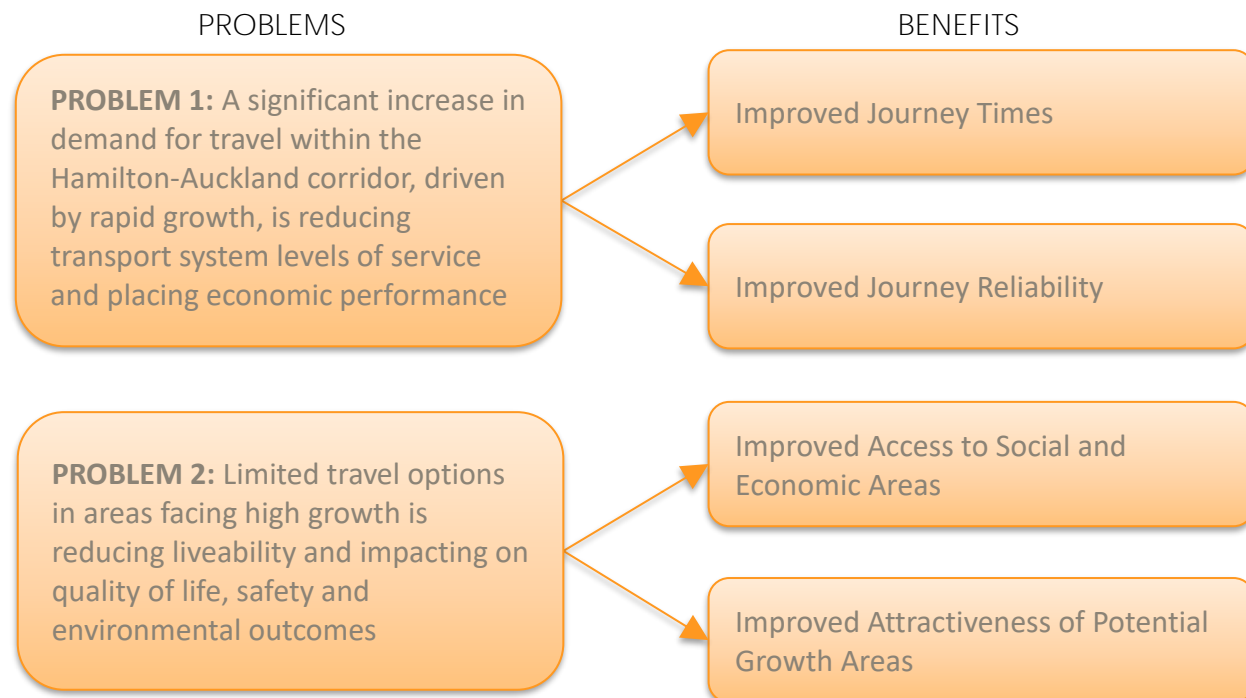 PROBLEMS
BENEFITS
PROBLEM 1: A significant increase in
demand for travel within the
Hamilton-Auckland corridor, driven
by rapid growth, is reducing
transport system levels of service
and placing economic performance
Improved Journey Times
Improved Journey Reliability
PROBLEM 2: Limited travel options
in areas facing high growth is
reducing liveability and impacting on
quality of life, safety and
environmental outcomes
Improved Access to Social and
Economic Areas
Improved Attractiveness of Potential
Growth Areas